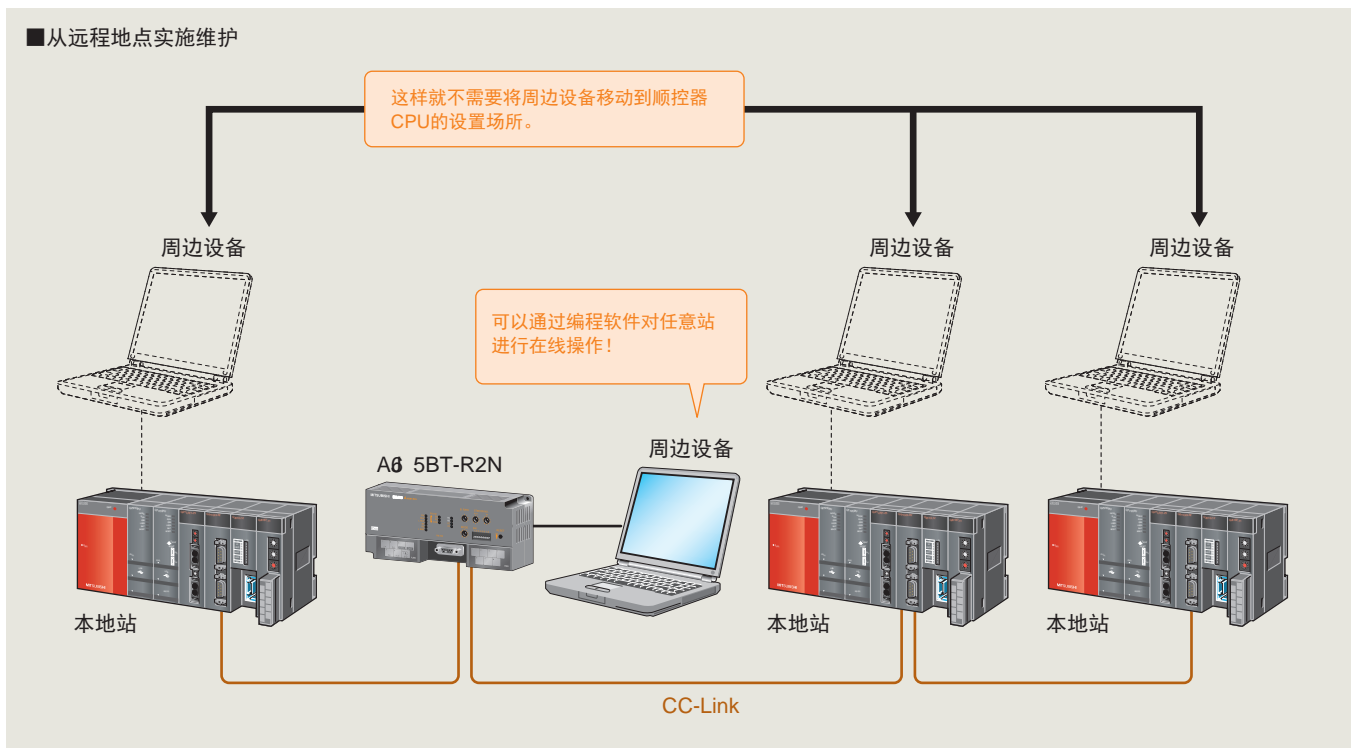 ■从远程地点实施维护
这样就不需要将周边设备移动到顺控器
CPU的设置场所。
周边设备
周边设备
周边设备
可以通过编程软件对任意站
进行在线操作！
周边设备
5BT-R2N
MITSUBISHI
MITSUBISHI
MITSUBISHI
MITSUBISHI
本地站
本地站
本地站
CC-Link